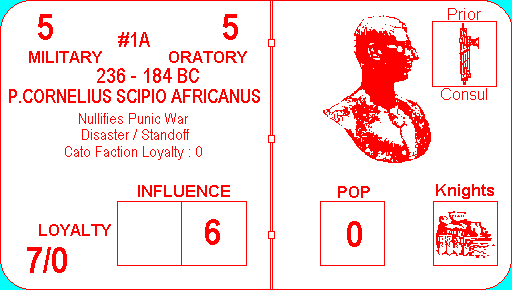 5 #1A 5
MILITARY ORATORY
236 - 184 BC
P.CORNELIUS SCIPIO AFRICANUS
Nullifies Punic War
Disaster / Standoff
Cato Faction Loyalty : 0
INFLUENCE
LOYALTY 6
7/0
Prior
Consul
POP Knights
0